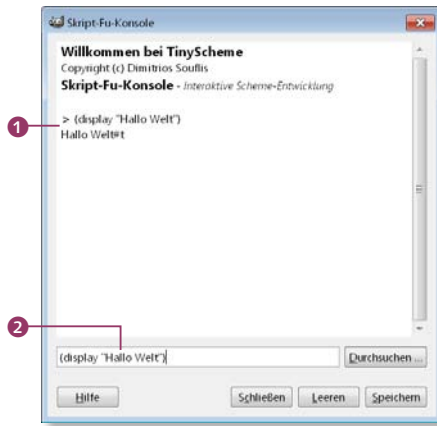 Skript-Fu-Konsole
Willkommen bei TinyScheme
Copyright (c) Dimitrios Souflis
Skript-Fu-Konsole - Interaktive Scheme-Entwicklung
1
> (display "Hallo Welt")
Hallo Welt#t
2
(display "Hallo Welt")
Durchsuchen ...
Hilfe
Schließen
Leeren
Speichern